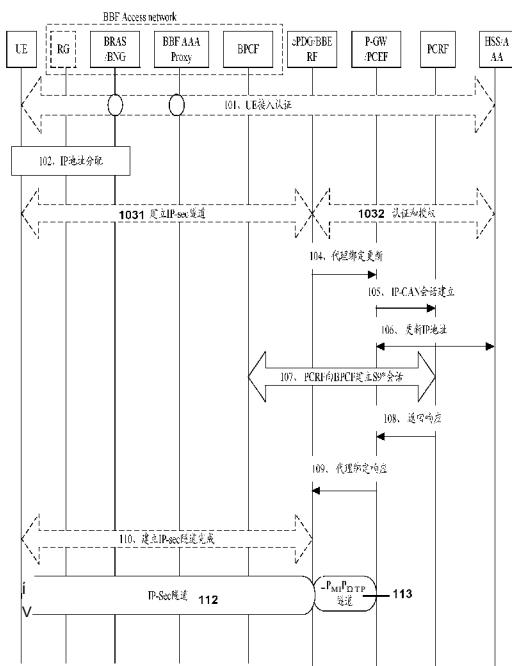 BBF Access network
UE
RG
BRAS
/BNG
BBF AAA
Proxy
BPCF
ePDG/BBE
RF
P-GW
/PCEF
PCRF
HSS/A
AA
101、UE接入认证
102、IP地址分配
1031 建立IP-sec隧道
1032 认证和授权
104、代理绑定更新
105、IP-CAN会话建立
106、更新IP地址
107、PCRF向BPCF建立S9*会话
108、返回响应
109、代理绑定响应
110、建立IP-sec隧道完成
IP-Sec隧道 112
隧道
113